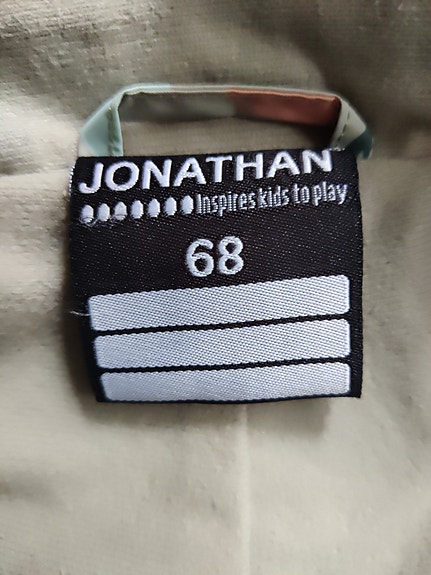 JONATHAN
Inspires kids to play
68